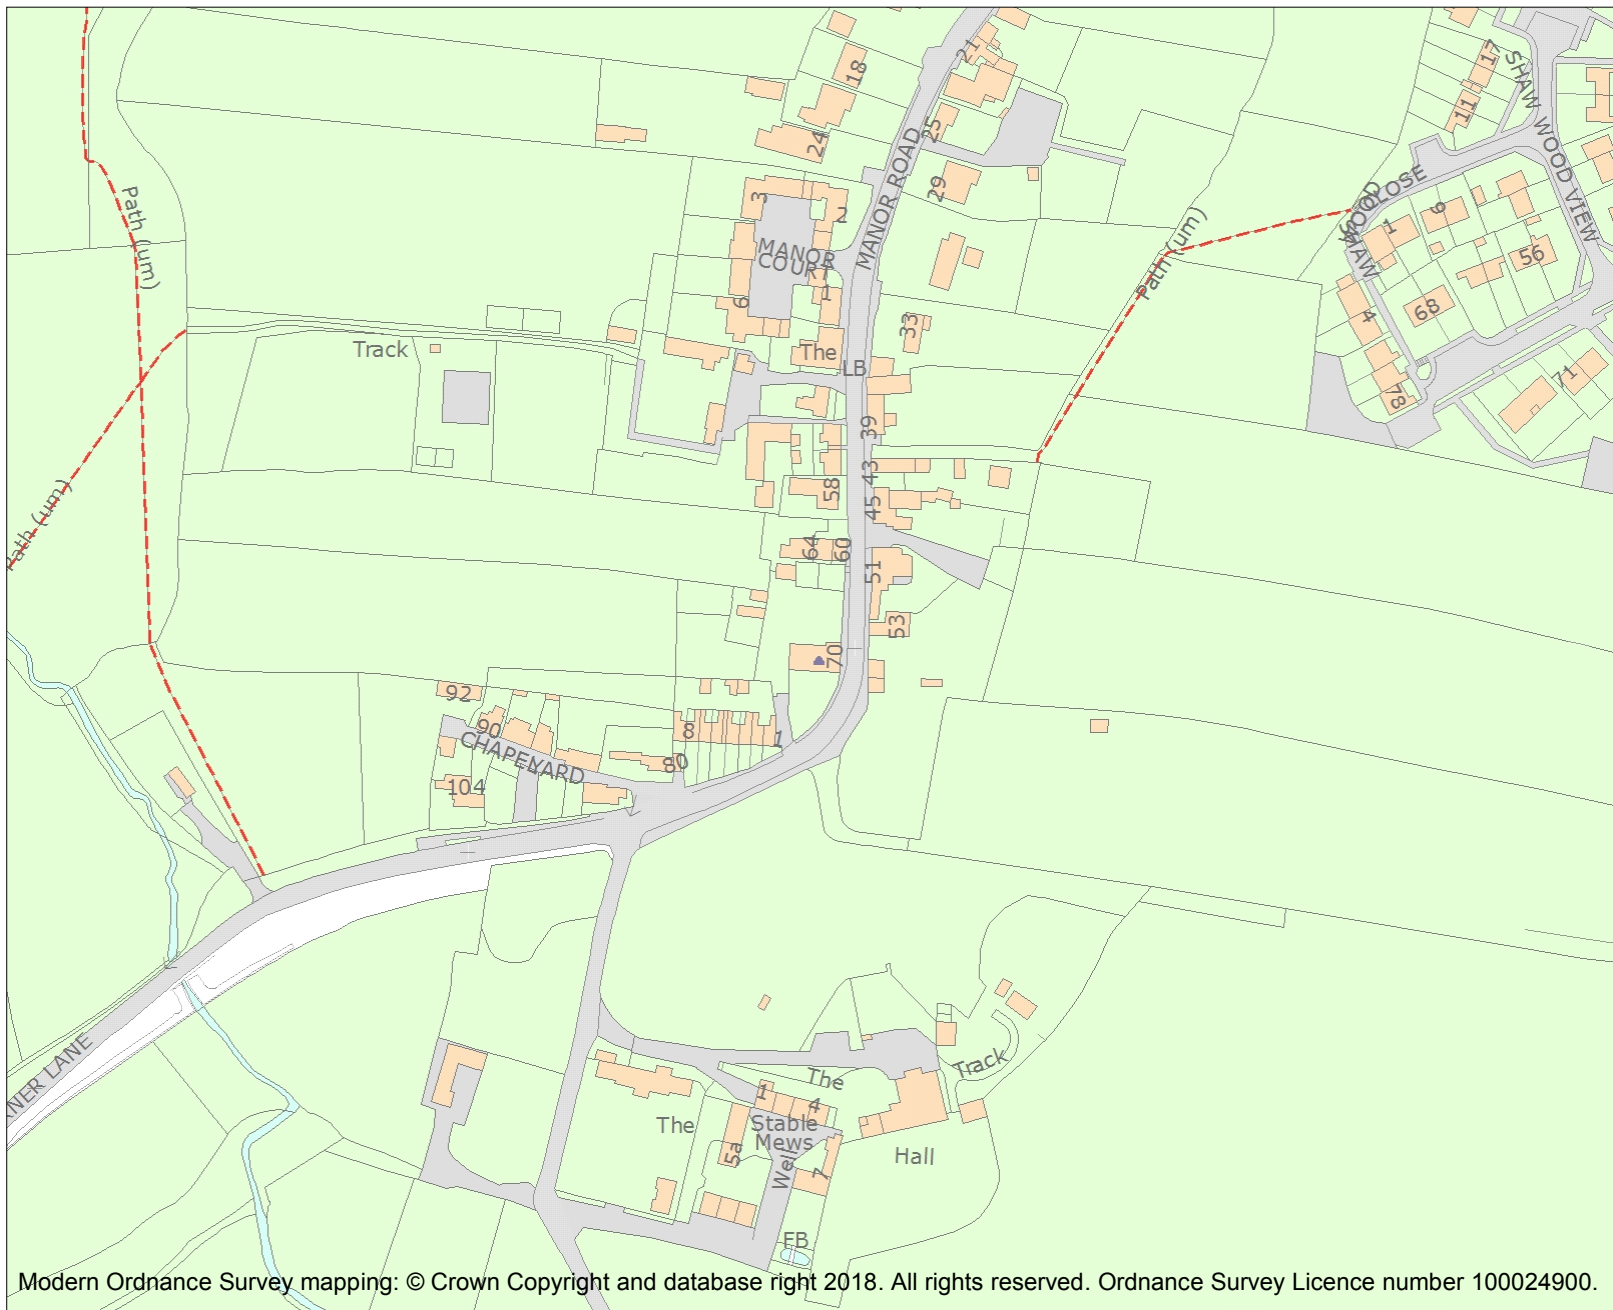 18
21
17
SHAW WOOD VIEW
11
24
25
MANOR ROAD
29
3
2
Path (um)
Path (um)
SHAW
WOOD
CLOSE
1
9
56
MANOR
COURT
1
6
68
4
33
The
LB
Track
71
78
39
43
58
45
Path (um)
64
60
51
53
70
92
90
CHAPELYARD
8
1
80
104
NER LANE
Track
The
1
4
The
Stable
Mews
5a
Well
7
Hall
FB
Modern Ordnance Survey mapping: © Crown Copyright and database right 2018. All rights reserved. Ordnance Survey Licence number 100024900.